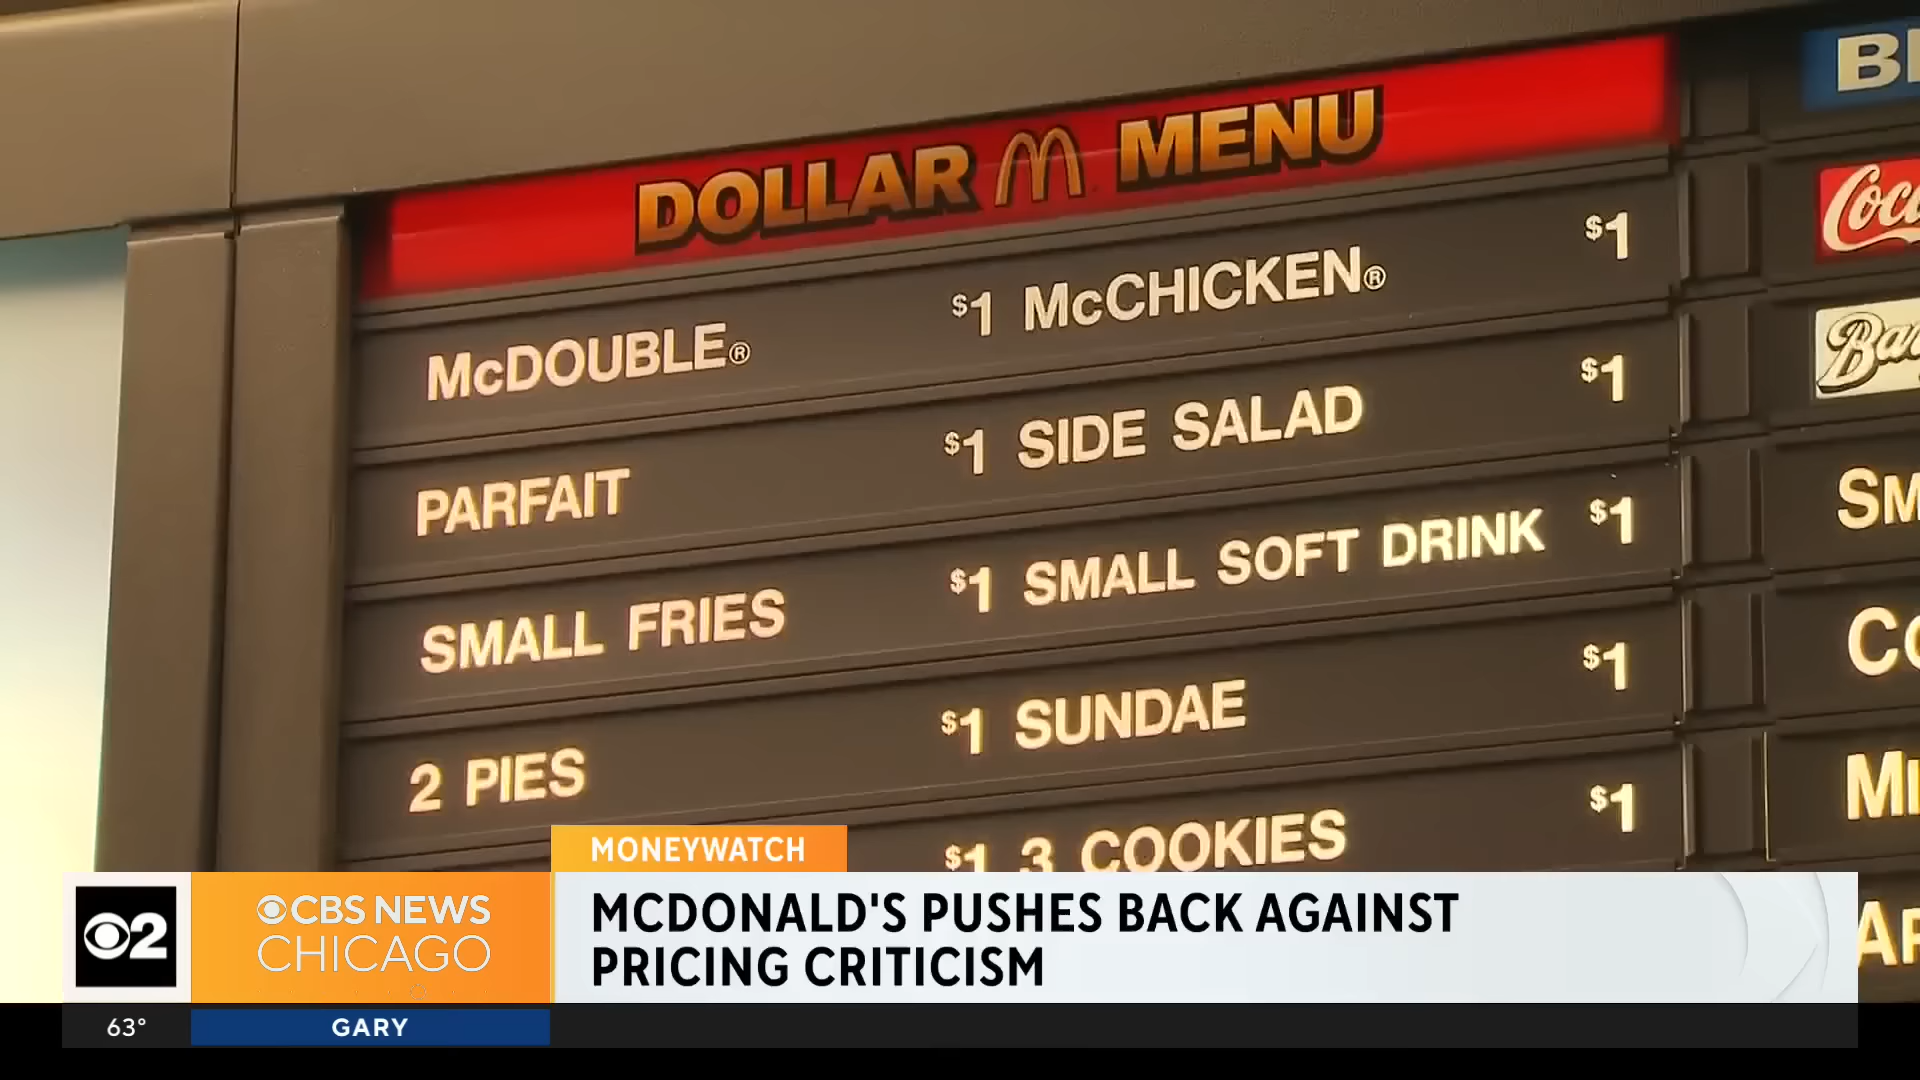 DOLLAR M MENU
McDOUBLE® $1 McCHICKEN® $1
PARFAIT $1 SIDE SALAD $1
SMALL FRIES $1 SMALL SOFT DRINK $1
2 PIES $1 SUNDAE $1
$1 3 COOKIES $1
MONEYWATCH
2
CBS NEWS
CHICAGO
MCDONALD'S PUSHES BACK AGAINST
PRICING CRITICISM
63° GARY